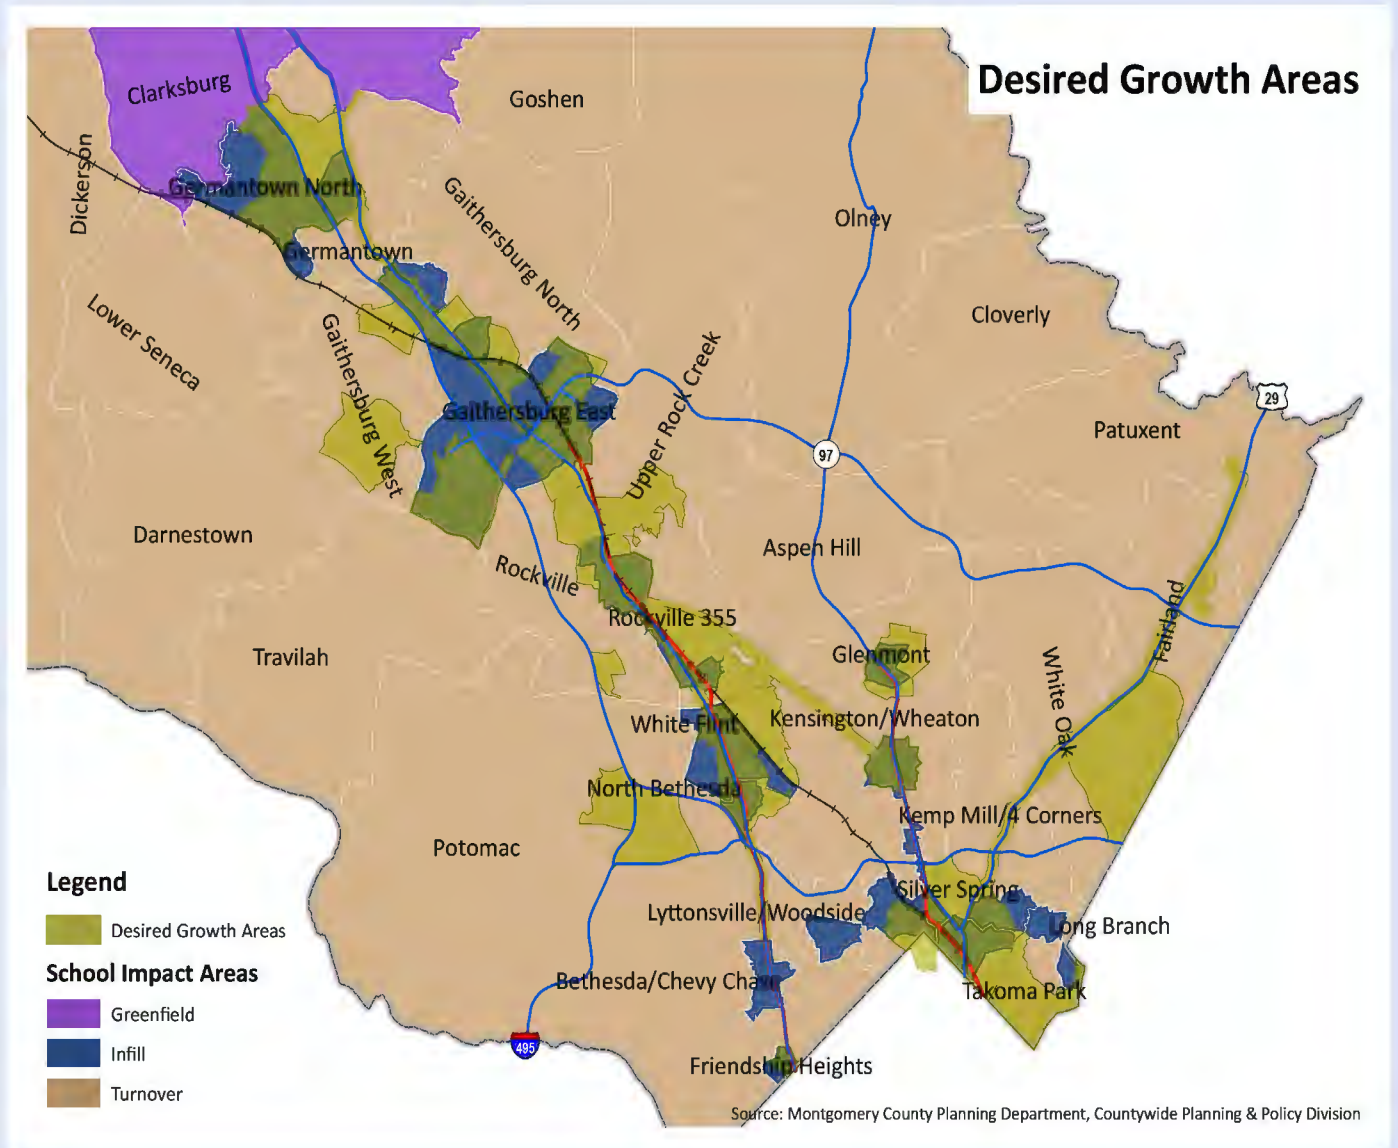 Desired Growth Areas
Clarksburg
Goshen
Dickerson
Germantown North
Gaithersburg North
Olney
Germantown
Lower Seneca
Gaithersburg West
Cloverly
Upper Rock Creek
29
Gaithersburg East
Patuxent
97
Darnestown
Aspen Hill
Rockville
Rockville 355
Fairland
Travilah
Glenmont
White Oak
White Flint
Kensington/Wheaton
North Bethesda
Kemp Mill/4 Corners
Potomac
Silver Spring
Lyttonsville/Woodside
Long Branch
Bethesda/Chevy Chase
Takoma Park
495
Friendship Heights
Legend
Desired Growth Areas
School Impact Areas
Greenfield
Infill
Turnover
Source: Montgomery County Planning Department, Countywide Planning & Policy Division